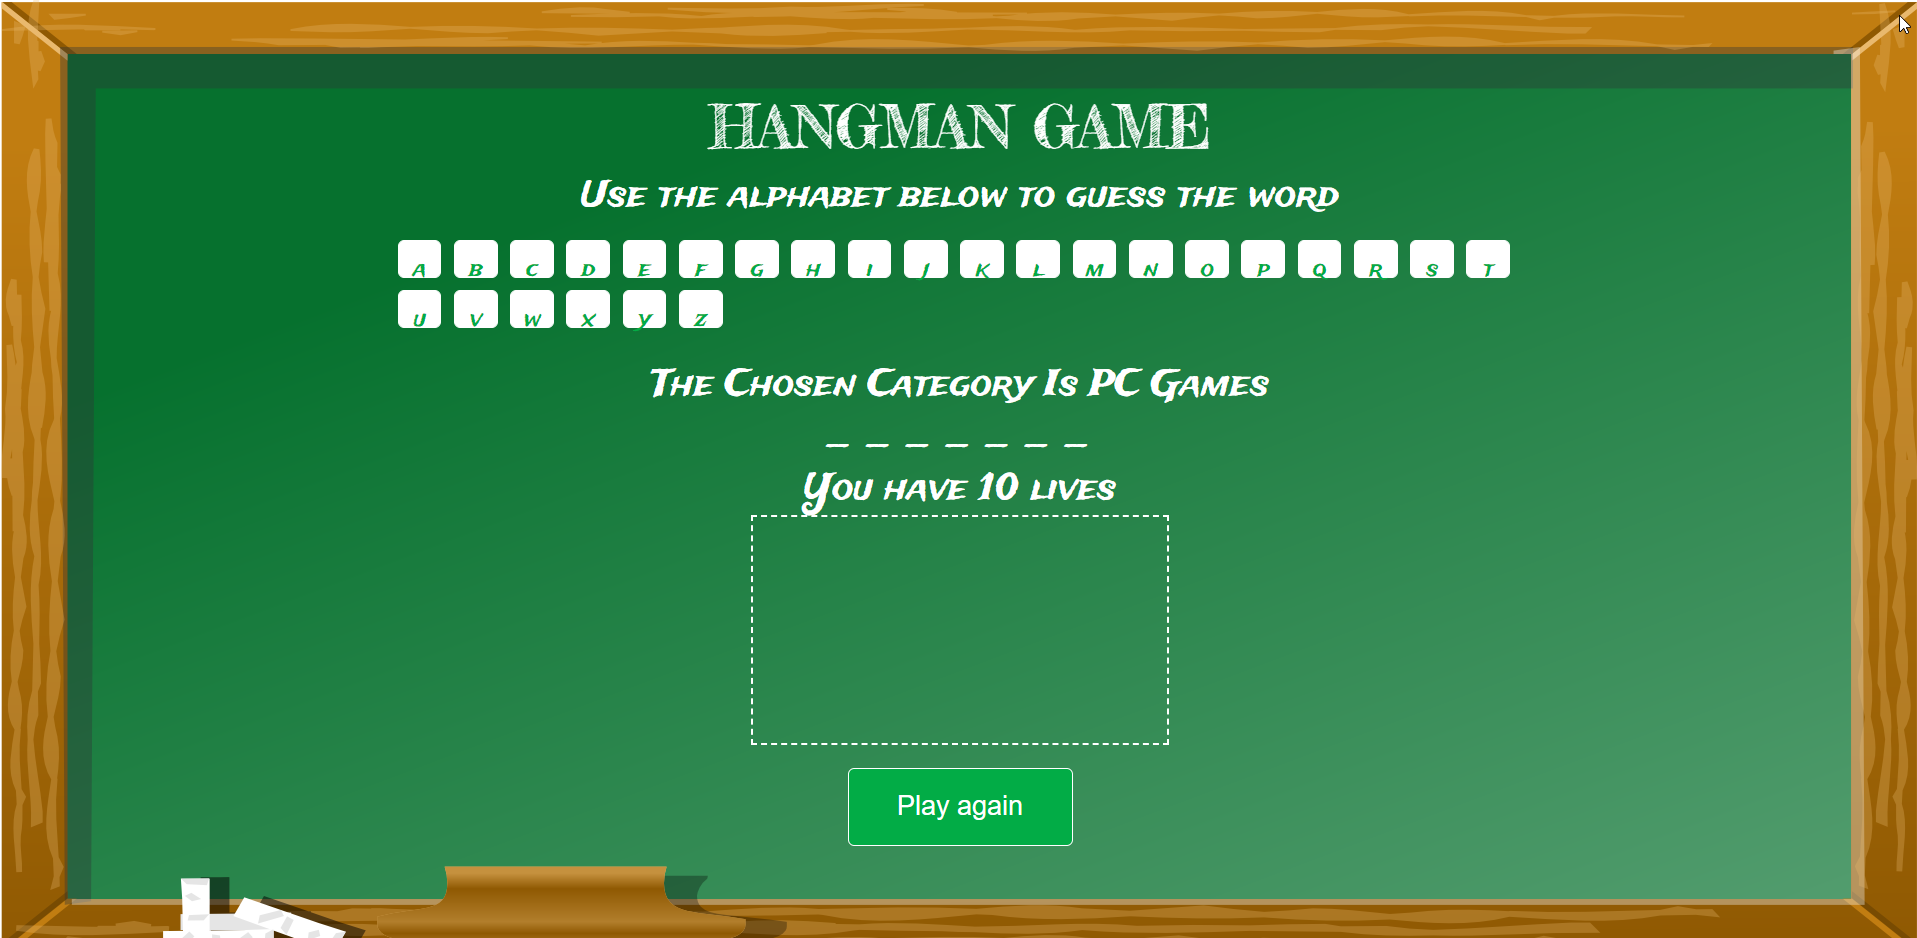 HANGMAN GAME
Use the alphabet below to guess the word
A B C D E F G H I J K L M N O P Q R S T
U V W X Y Z
The Chosen Category Is PC Games
_ _ _ _ _ _ _
You have 10 lives
Play again